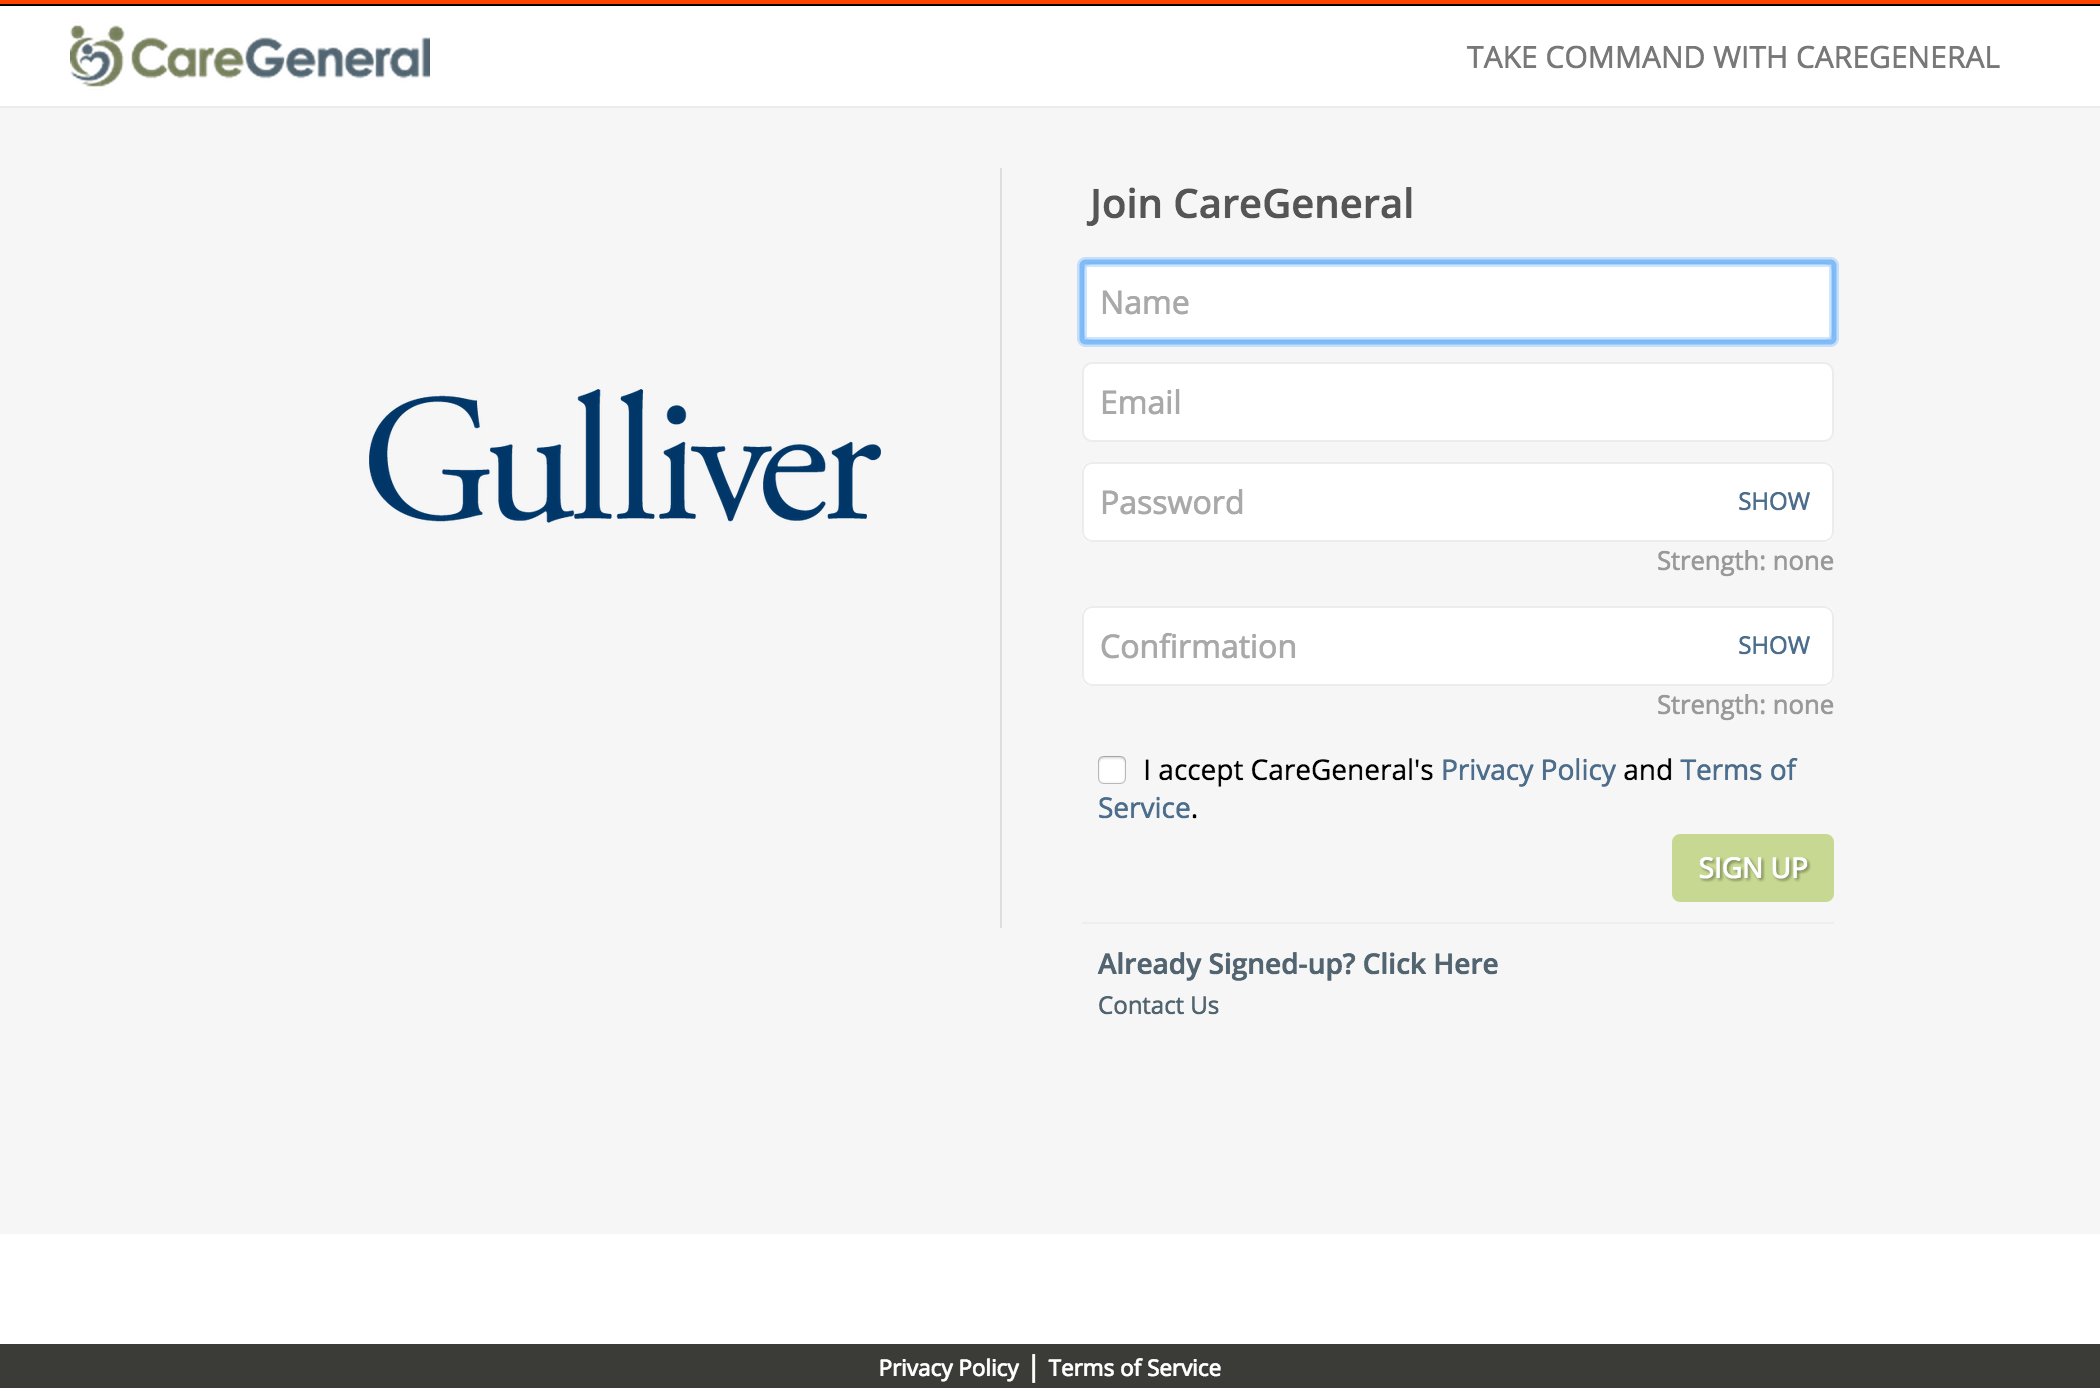 CareGeneral
TAKE COMMAND WITH CAREGENERAL
Gulliver
Join CareGeneral
Name
Email
Password SHOW
Strength: none
Confirmation SHOW
Strength: none
I accept CareGeneral's Privacy Policy and Terms of
Service.
SIGN UP
Already Signed-up? Click Here
Contact Us
Privacy Policy | Terms of Service